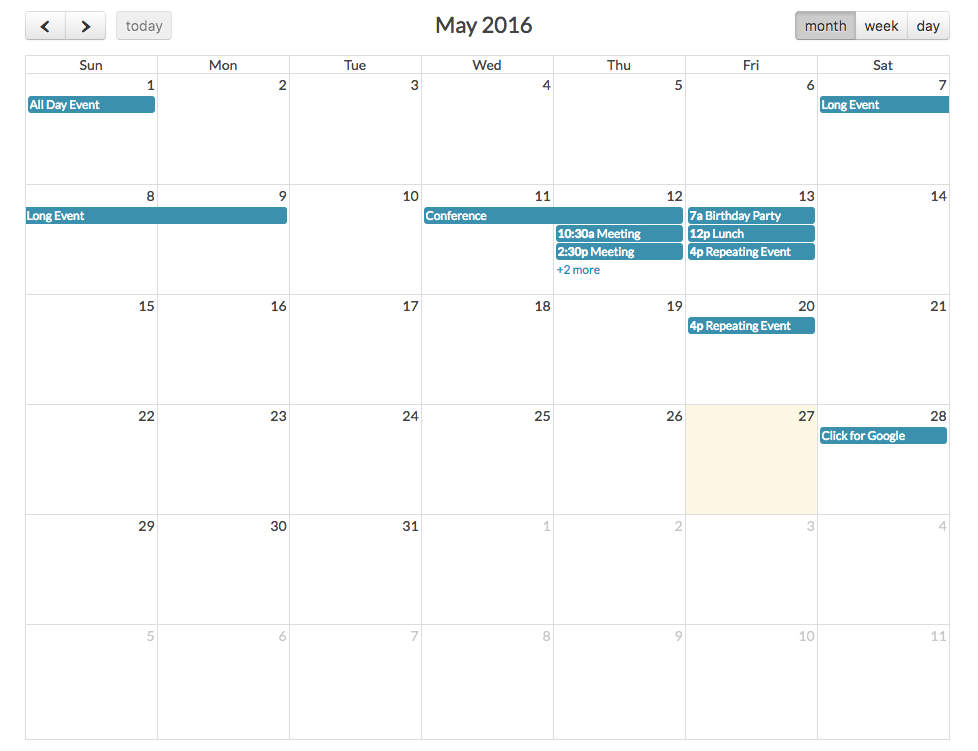 today May 2016 month week day
Sun Mon Tue Wed Thu Fri Sat
1 2 3 4 5 6 7
All Day Event Long Event
8 9 10 11 12 13 14
Long Event Conference 7a Birthday Party
10:30a Meeting 12p Lunch
2:30p Meeting 4p Repeating Event
+2 more
15 16 17 18 19 20 21
4p Repeating Event
22 23 24 25 26 27 28
Click for Google
29 30 31 1 2 3 4
5 6 7 8 9 10 11